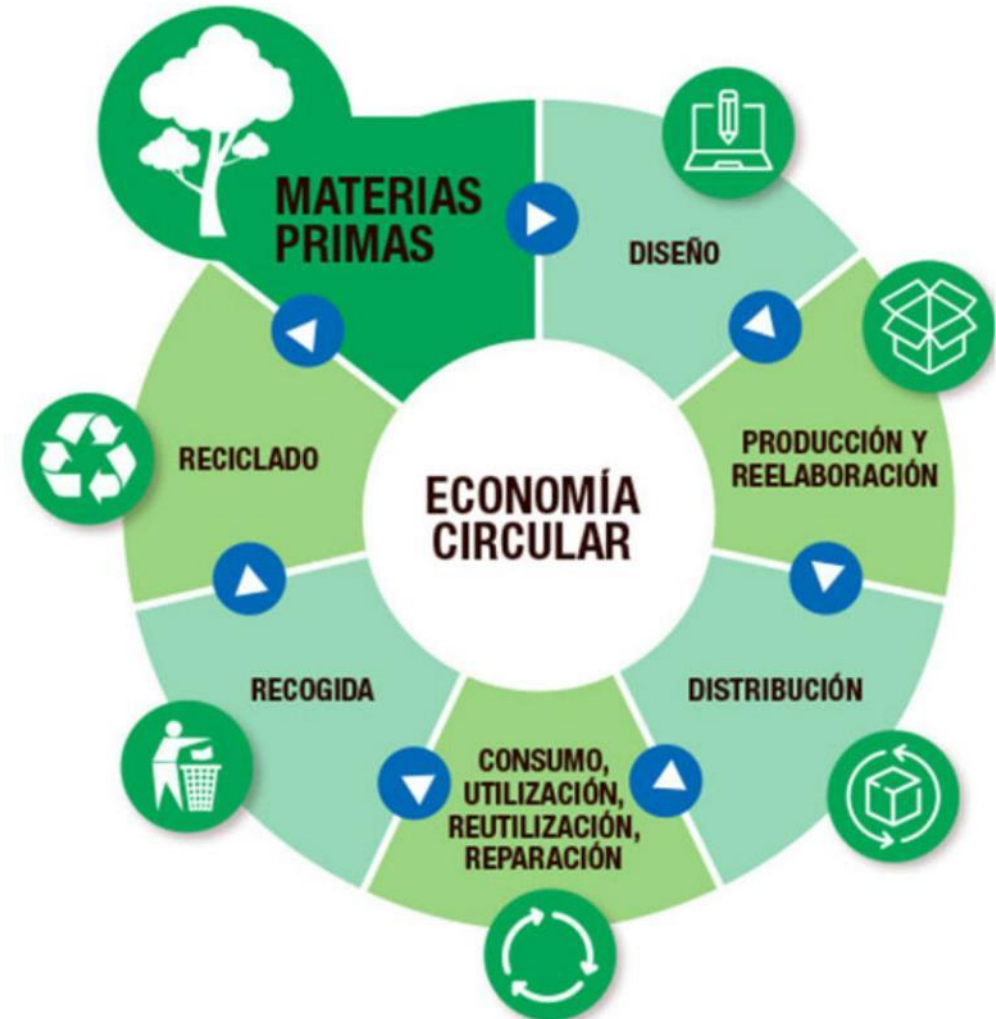 MATERIAS
PRIMAS
DISEÑO
PRODUCCIÓN Y
REELABORACIÓN
DISTRIBUCIÓN
CONSUMO,
UTILIZACIÓN,
REUTILIZACIÓN,
REPARACIÓN
RECOGIDA
RECICLADO
ECONOMÍA
CIRCULAR